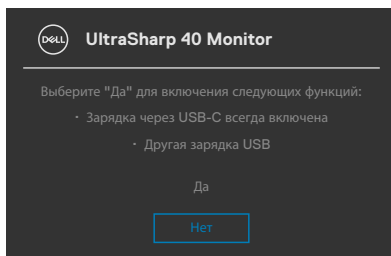 DELL
UltraSharp 40 Monitor
Выберите "Да" для включения следующих функций:
· Зарядка через USB-C всегда включена
· Другая зарядка USB
Да
Нет